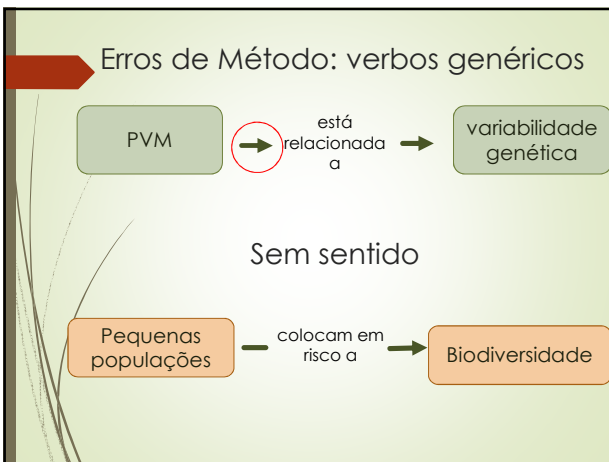 Erros de Método: verbos genéricos
PVM
está
relacionada
a
variabilidade
genética
Sem sentido
Pequenas
populações
colocam em
risco a
Biodiversidade